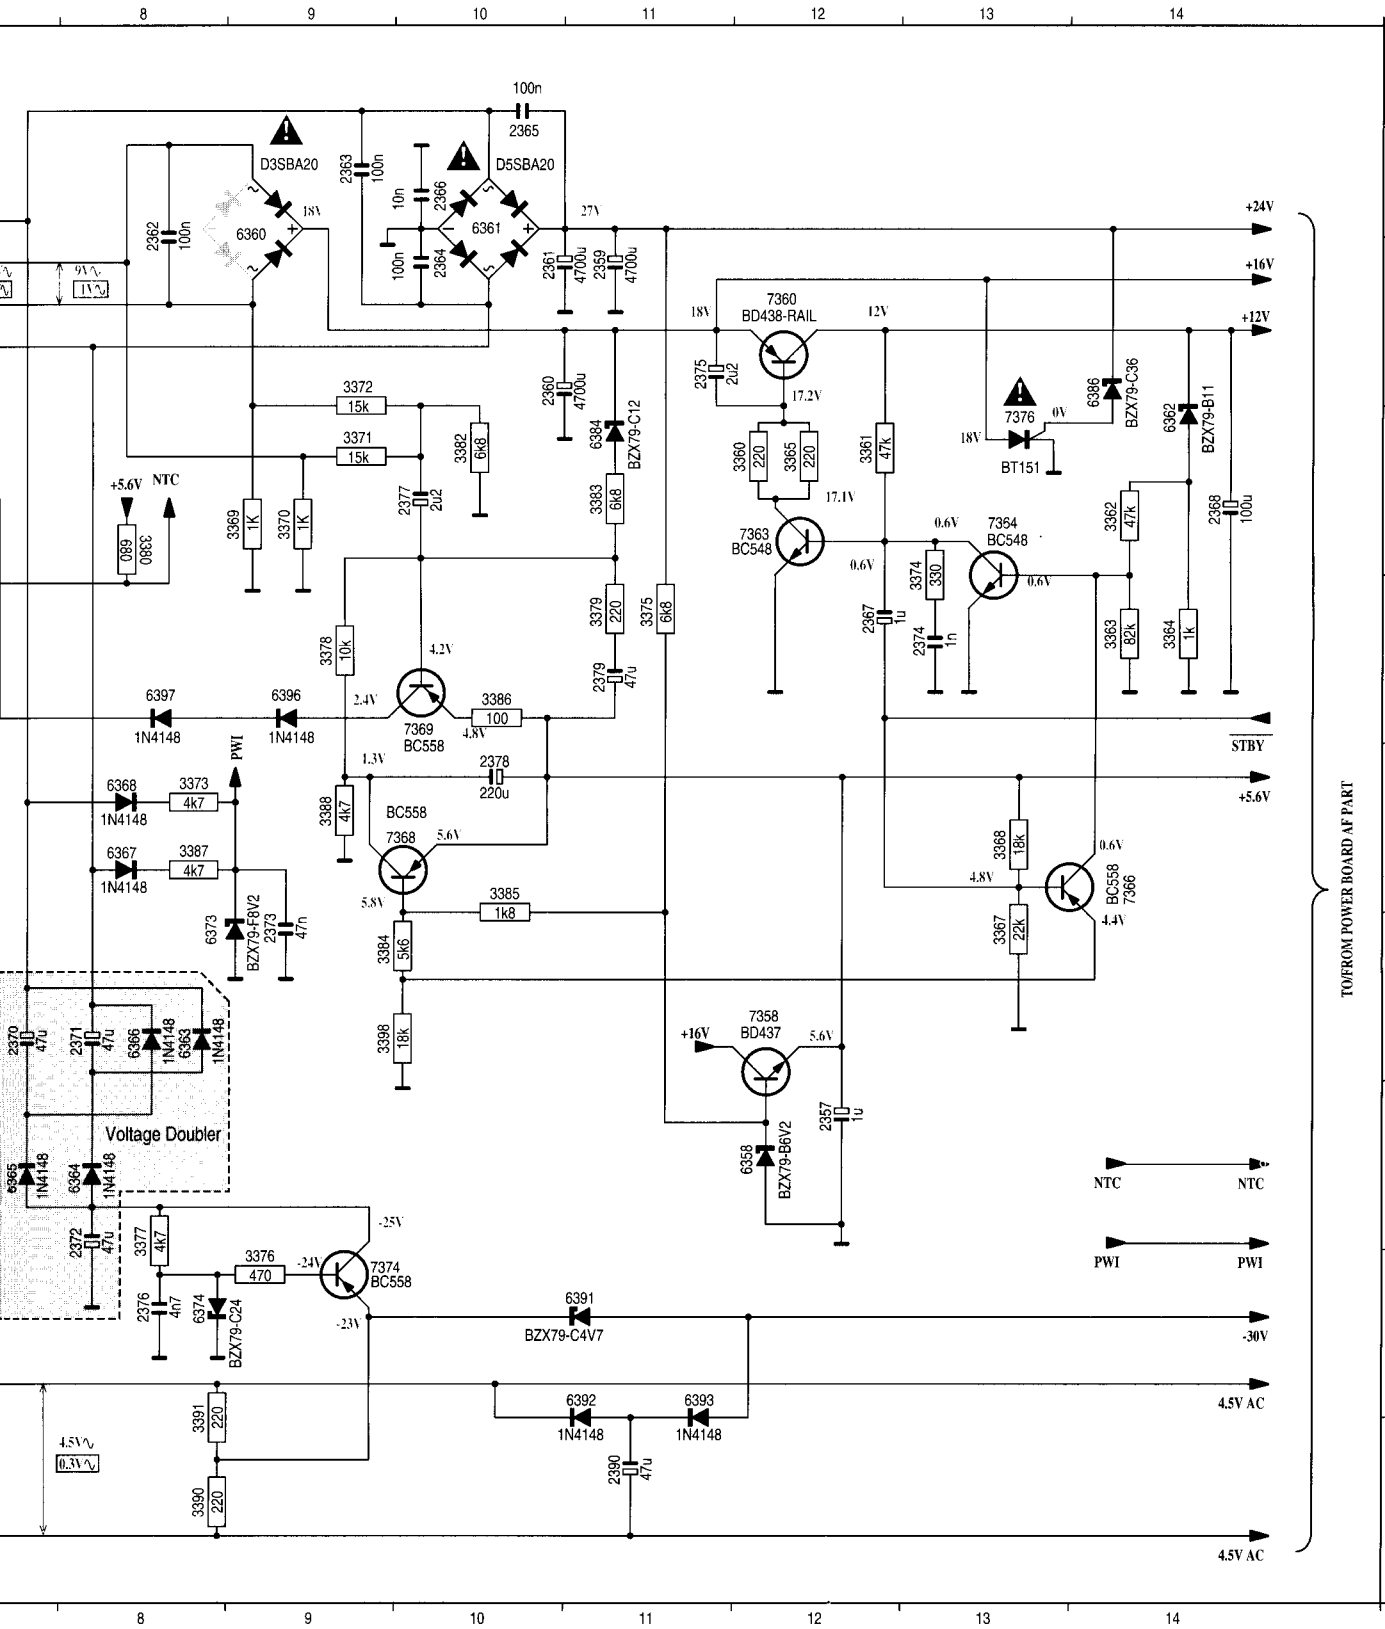 8 9 10 11 12 13 14
100n
2365
D3SBA20
2363
100n
D5SBA20
10n
2366
2362
100n
6360
18V
6361
27V
100n
2364
2361
4700u
2359
4700u
+24V
+16V
+12V
9V
1V
7360
BD438-RAIL
18V
12V
2375
2u2
17.2V
2360
4700u
3372
15k
3371
15k
3382
6k8
6384
BZX79-C12
3360
220
3365
220
3361
47k
7376
0V
18V
BT151
6386
BZX79-C36
6362
BZX79-B11
+5.6V
NTC
3380
680
3369
1K
3370
1K
2377
2u2
3383
6k8
17.1V
7363
BC548
0.6V
0.6V
7364
BC548
0.6V
3362
47k
2368
100u
3374
330
3379
220
3375
6k8
2367
1u
2374
1n
3363
82k
3364
1k
3378
10k
4.2V
2379
47u
6397
1N4148
6396
1N4148
2.4V
7369
BC558
3386
100
4.8V
STBY
PWI
1.3V
2378
220u
+5.6V
6368
1N4148
3373
4k7
3388
4k7
BC558
7368
5.6V
3368
18k
0.6V
6367
1N4148
3387
4k7
5.8V
3385
1k8
4.8V
BC558
7366
4.4V
6373
BZX79-F8V2
2373
47n
3384
5k6
3367
22k
TO/FROM POWER BOARD AF PART
2370
47u
2371
47u
6366
1N4148
6363
1N4148
3398
18k
+16V
7358
BD437
5.6V
2357
1u
Voltage Doubler
6358
BZX79-B6V2
6365
1N4148
6364
1N4148
NTC
NTC
2372
47u
3377
4k7
-25V
3376
470
-24V
7374
BC558
PWI
PWI
2376
4n7
6374
BZX79-C24
-23V
6391
BZX79-C4V7
-30V
4.5V AC
3391
220
6392
1N4148
6393
1N4148
4.5V
0.3V
2390
47u
3390
220
4.5V AC
8 9 10 11 12 13 14